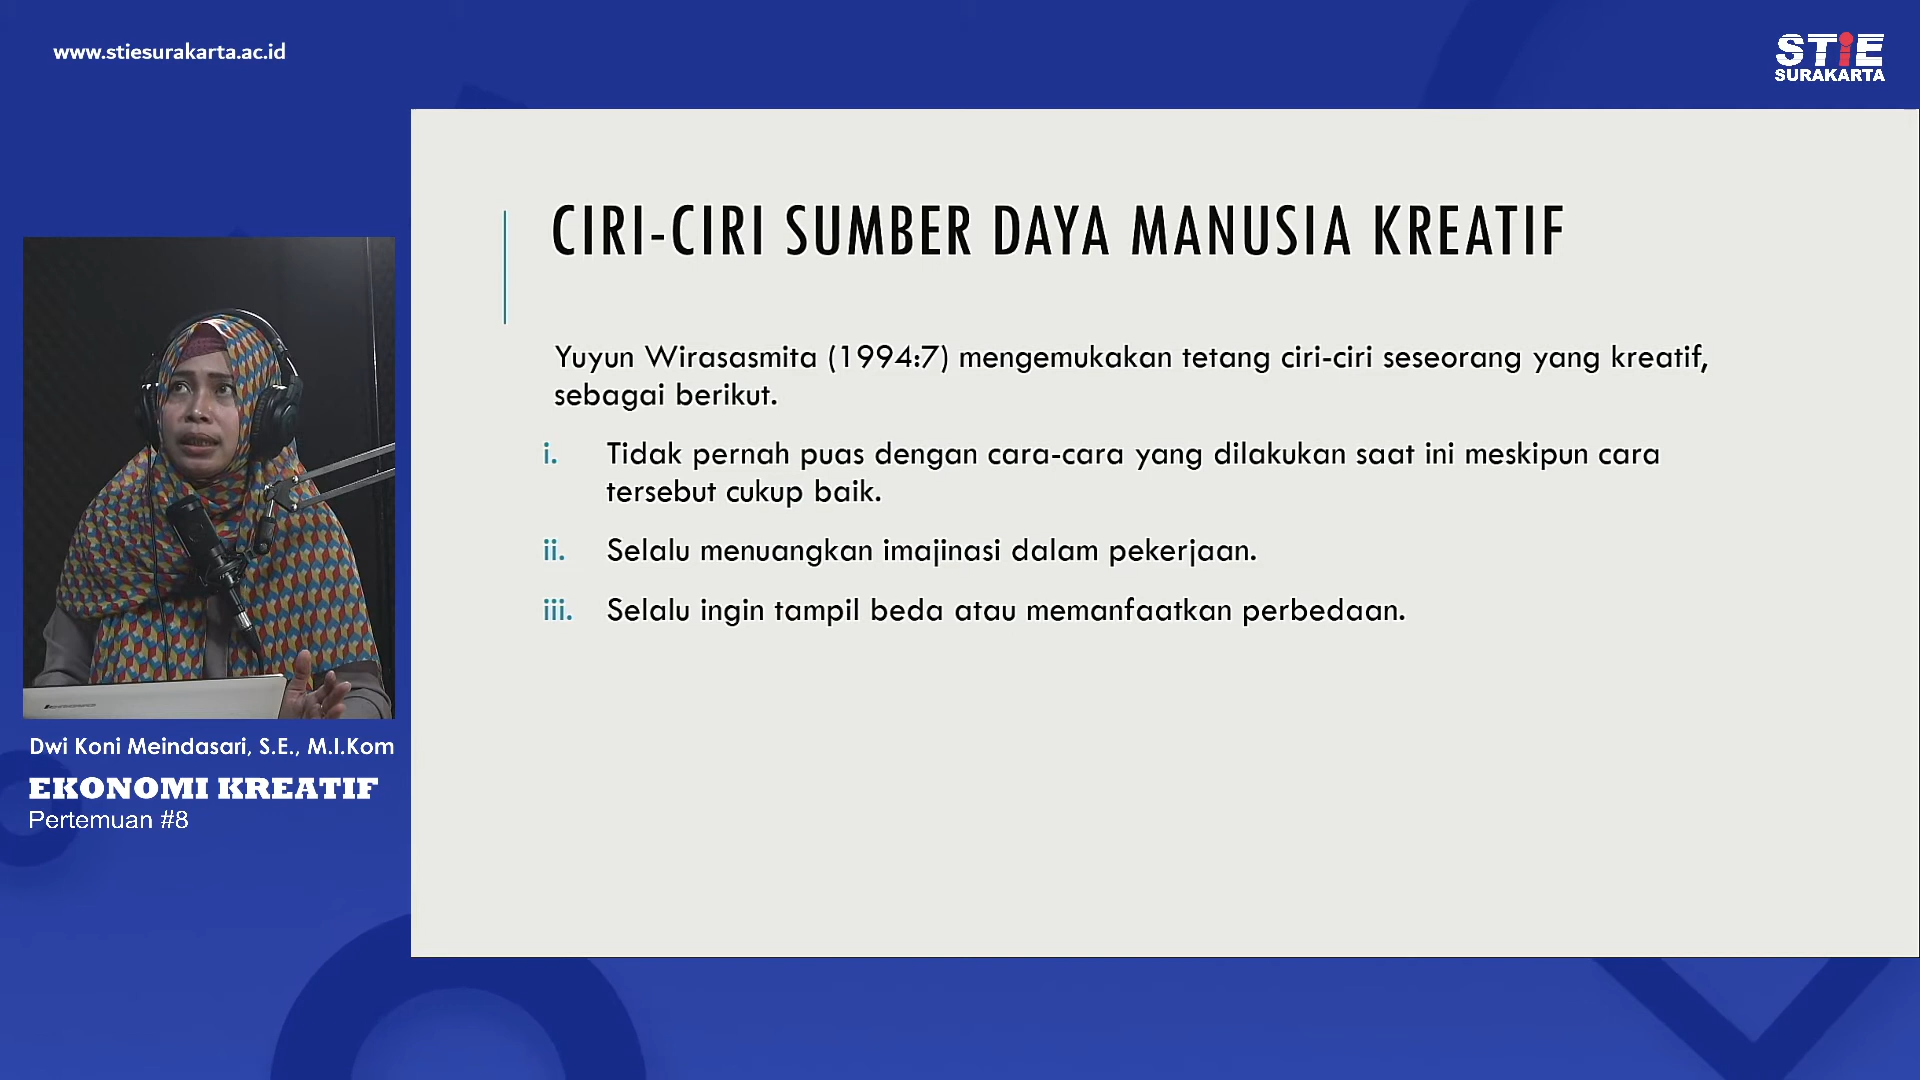 www.stiesurakarta.ac.id
STiE
SURAKARTA
CIRI-CIRI SUMBER DAYA MANUSIA KREATIF
Yuyun Wirasasmita (1994:7) mengemukakan tetang ciri-ciri seseorang yang kreatif,
sebagai berikut.
i. Tidak pernah puas dengan cara-cara yang dilakukan saat ini meskipun cara
tersebut cukup baik.
ii. Selalu menuangkan imajinasi dalam pekerjaan.
iii. Selalu ingin tampil beda atau memanfaatkan perbedaan.
Dwi Koni Meindasari, S.E., M.I.Kom
EKONOMI KREATIF
Pertemuan #8